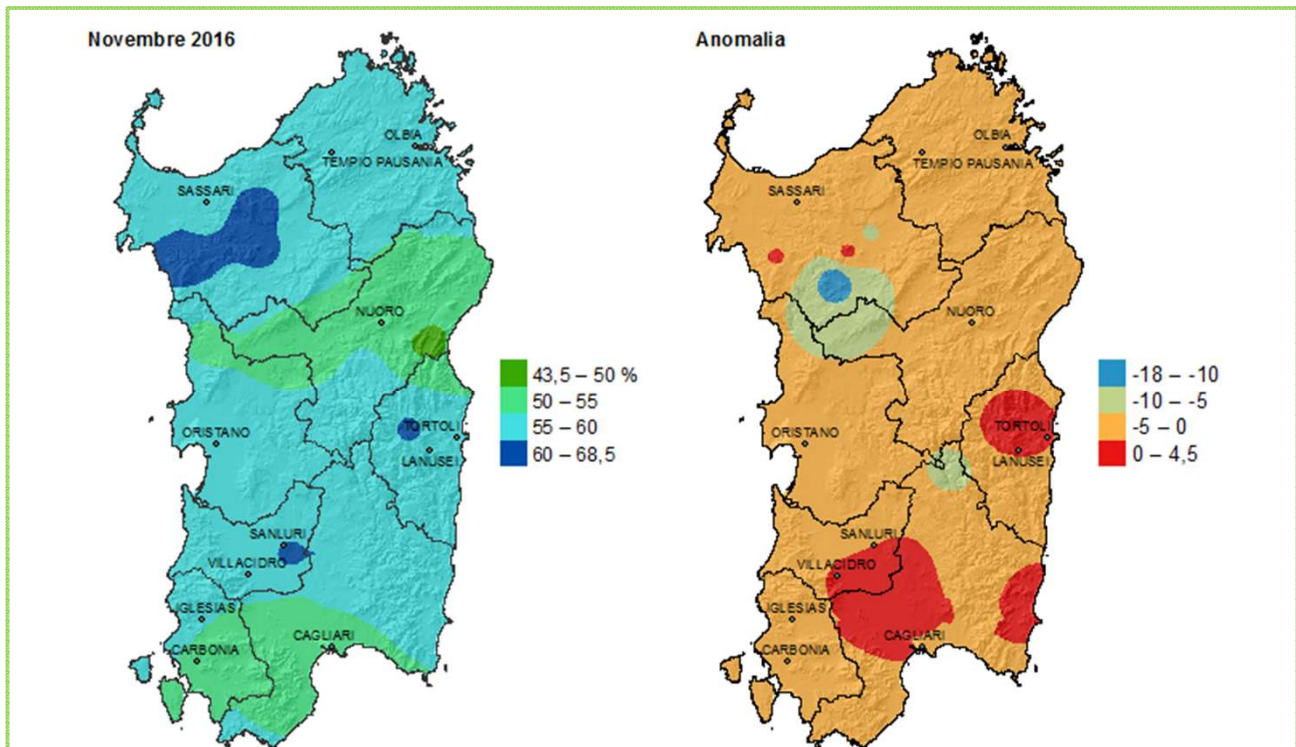 Novembre 2016
OLBIA
TEMPIO PAUSANIA
SASSARI
NUORO
ORISTANO
TORTOLI
LANUSEI
SANLURI
VILLACIDRO
IGLESIAS
CAGLIARI
CARBONIA
43,5 – 50 %
50 – 55
55 – 60
60 – 68,5
Anomalia
OLBIA
TEMPIO PAUSANIA
SASSARI
NUORO
ORISTANO
TORTOLI
LANUSEI
SANLURI
VILLACIDRO
IGLESIAS
CAGLIARI
CARBONIA
-18 – -10
-10 – -5
-5 – 0
0 – 4,5